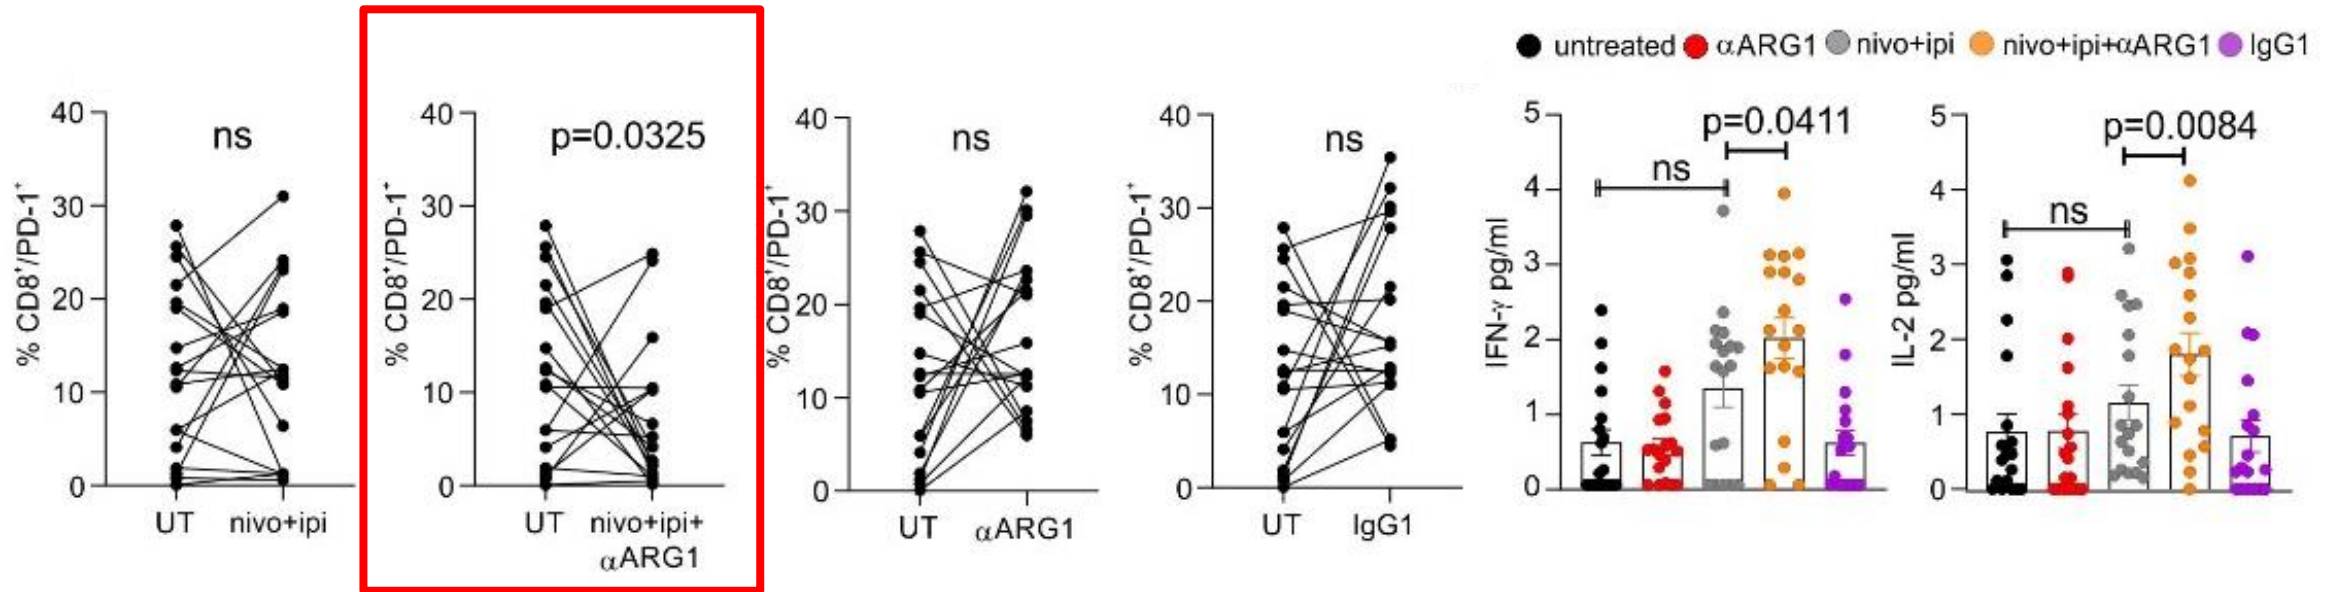 untreated αARG1 nivo+ipi nivo+ipi+αARG1 IgG1
% CD8⁺/PD-1⁺
40
30
20
10
0
ns
UT nivo+ipi
% CD8⁺/PD-1⁺
40
30
20
10
0
p=0.0325
UT nivo+ipi+
αARG1
% CD8⁺/PD-1⁺
40
30
20
10
0
ns
UT αARG1
% CD8⁺/PD-1⁺
40
30
20
10
0
ns
UT IgG1
IFN-γ pg/ml
5
4
3
2
1
0
p=0.0411
ns
IL-2 pg/ml
5
4
3
2
1
0
p=0.0084
ns